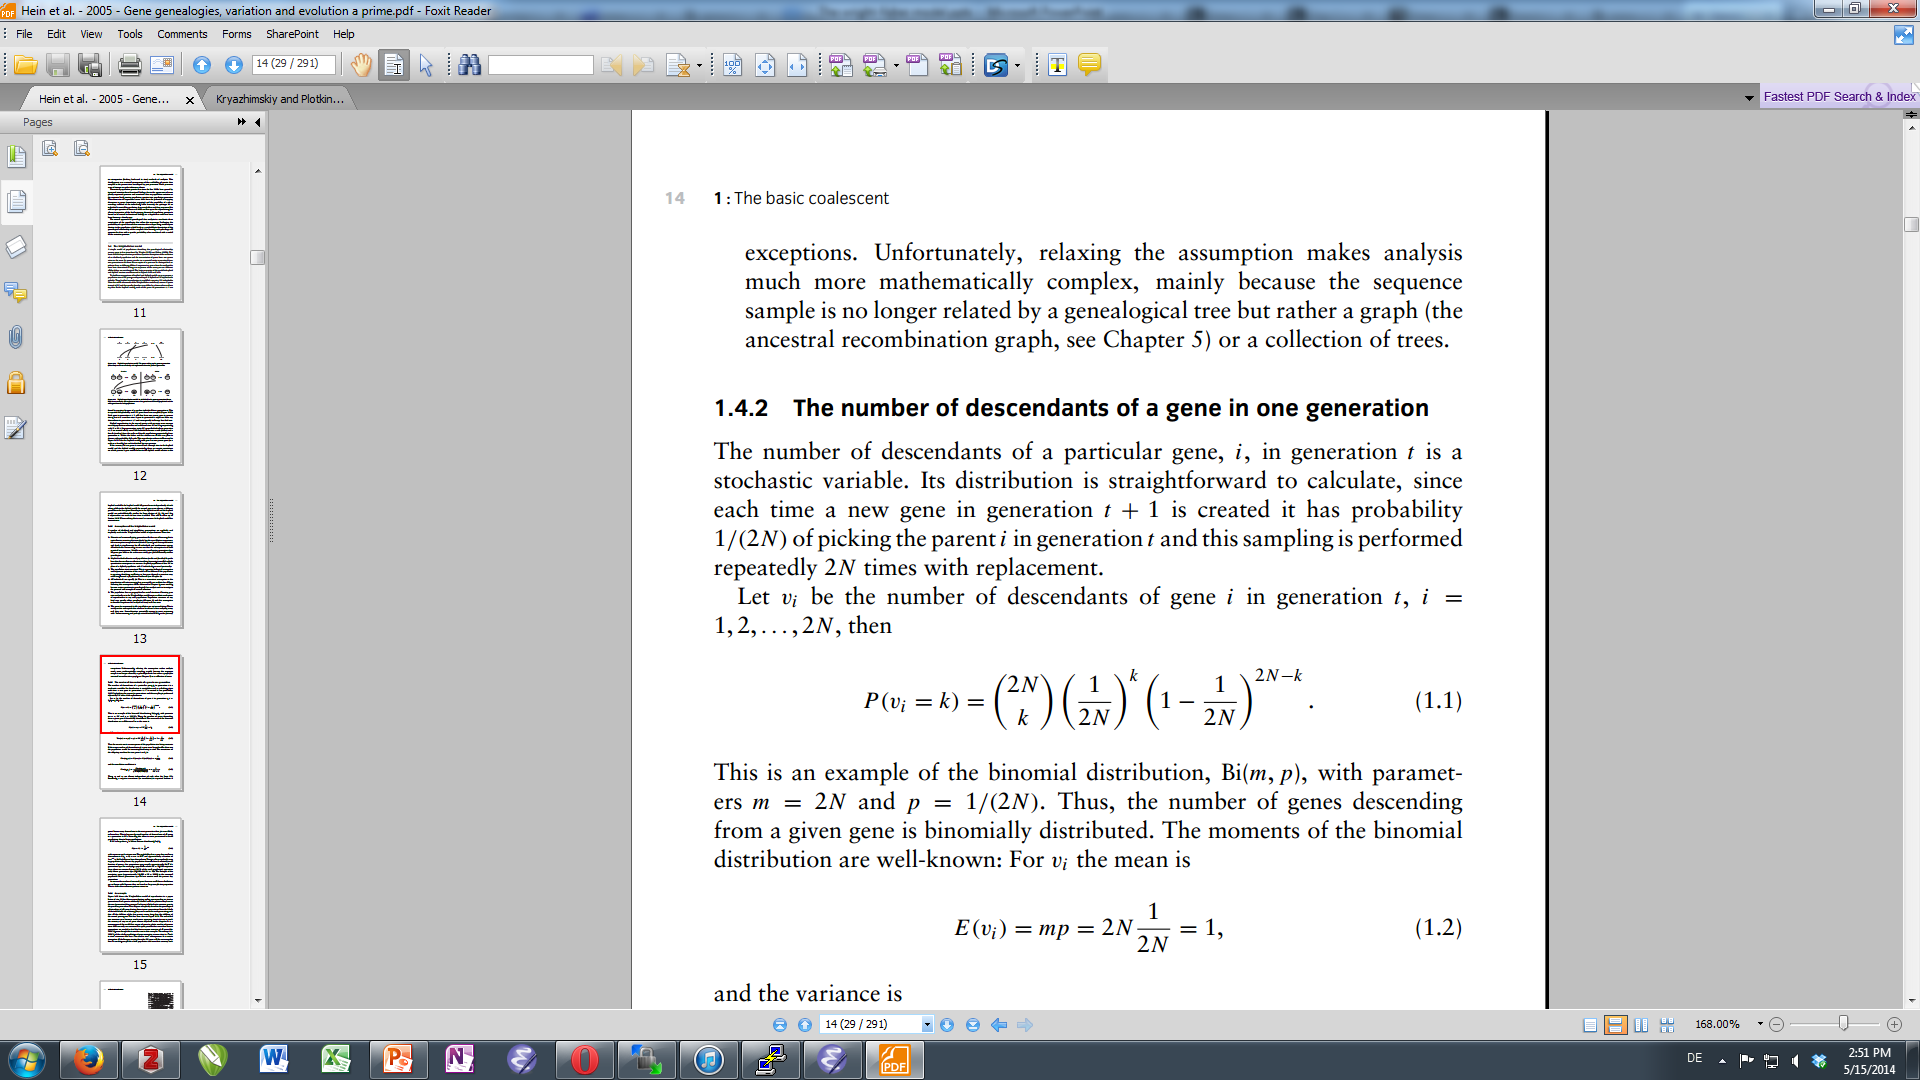 Hein et al. - 2005 - Gene genealogies, variation and evolution a prime.pdf - Foxit Reader
File Edit View Tools Comments Forms SharePoint Help
14 (29 / 291)
Hein et al. - 2005 - Gene... x Kryazhimskiy and Plotkin...
Fastest PDF Search & Index
Pages
11
12
13
14
15
14 1 : The basic coalescent
exceptions. Unfortunately, relaxing the assumption makes analysis
much more mathematically complex, mainly because the sequence
sample is no longer related by a genealogical tree but rather a graph (the
ancestral recombination graph, see Chapter 5) or a collection of trees.
1.4.2 The number of descendants of a gene in one generation
The number of descendants of a particular gene, i, in generation t is a
stochastic variable. Its distribution is straightforward to calculate, since
each time a new gene in generation t + 1 is created it has probability
1/(2N) of picking the parent i in generation t and this sampling is performed
repeatedly 2N times with replacement.
Let v_i be the number of descendants of gene i in generation t, i =
1, 2, . . . , 2N, then
P(v_i = k) = (2N k) (1/2N)^k (1 − 1/2N)^{2N−k} . (1.1)
This is an example of the binomial distribution, Bi(m, p), with paramet-
ers m = 2N and p = 1/(2N). Thus, the number of genes descending
from a given gene is binomially distributed. The moments of the binomial
distribution are well-known: For v_i the mean is
E(v_i) = mp = 2N 1/2N = 1, (1.2)
and the variance is
14 (29 / 291)
168.00%
DE
2:51 PM
5/15/2014